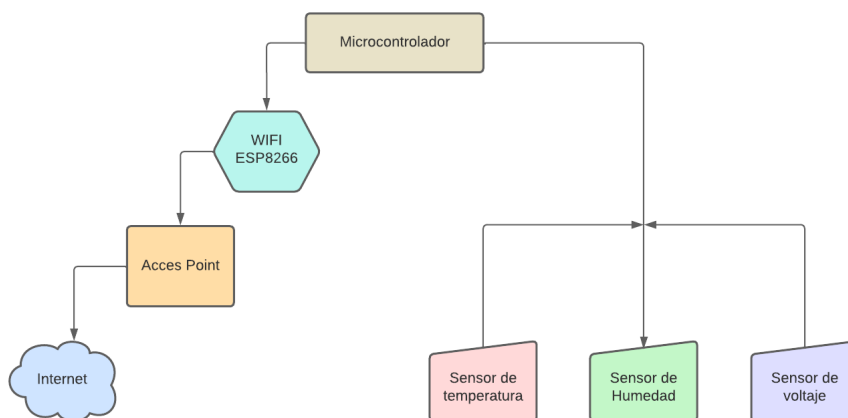 Microcontrolador
WIFI
ESP8266
Acces Point
Internet
Sensor de
temperatura
Sensor de
Humedad
Sensor de
voltaje